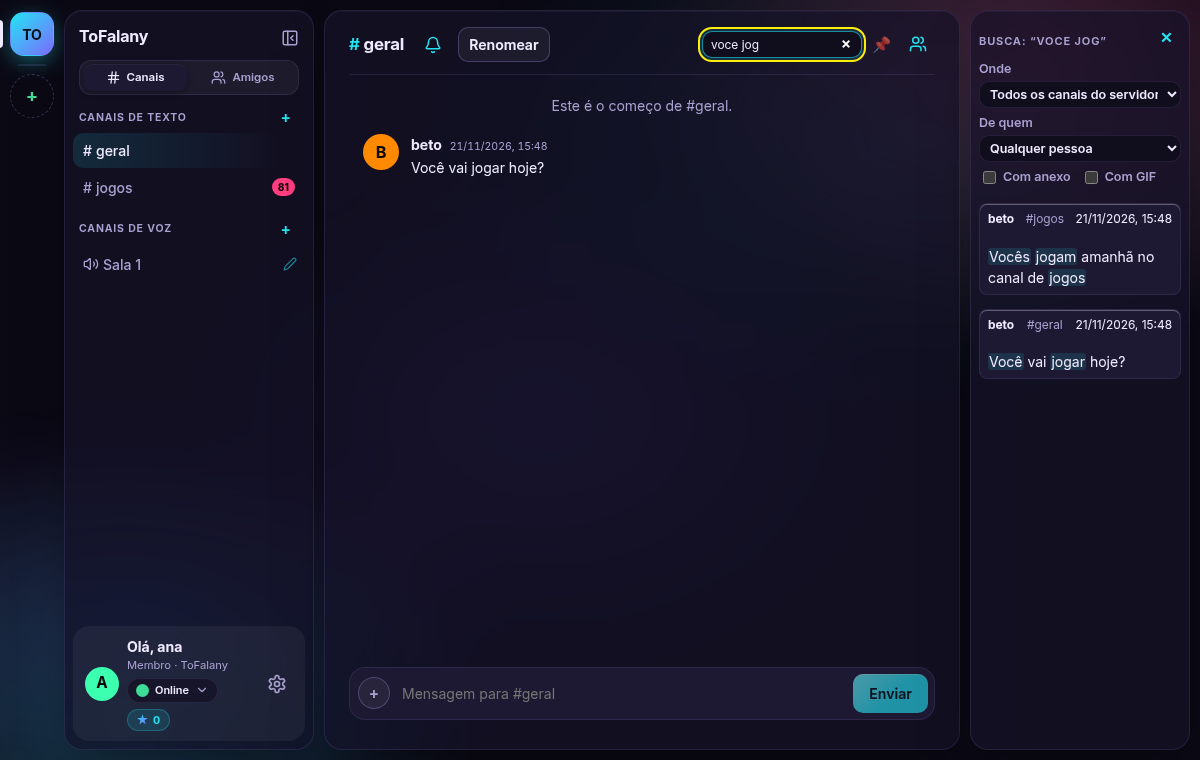 TO
+
ToFalany
Canais
Amigos
CANAIS DE TEXTO +
# geral
# jogos 81
CANAIS DE VOZ +
Sala 1
Olá, ana
Membro · ToFalany
A
Online
★ 0
# geral
Renomear
voce jog ×
Este é o começo de #geral.
B
beto 21/11/2026, 15:48
Você vai jogar hoje?
+ Mensagem para #geral
Enviar
BUSCA: “VOCE JOG” ×
Onde
Todos os canais do servidor
De quem
Qualquer pessoa
Com anexo Com GIF
beto #jogos 21/11/2026, 15:48
Vocês jogam amanhã no
canal de jogos
beto #geral 21/11/2026, 15:48
Você vai jogar hoje?